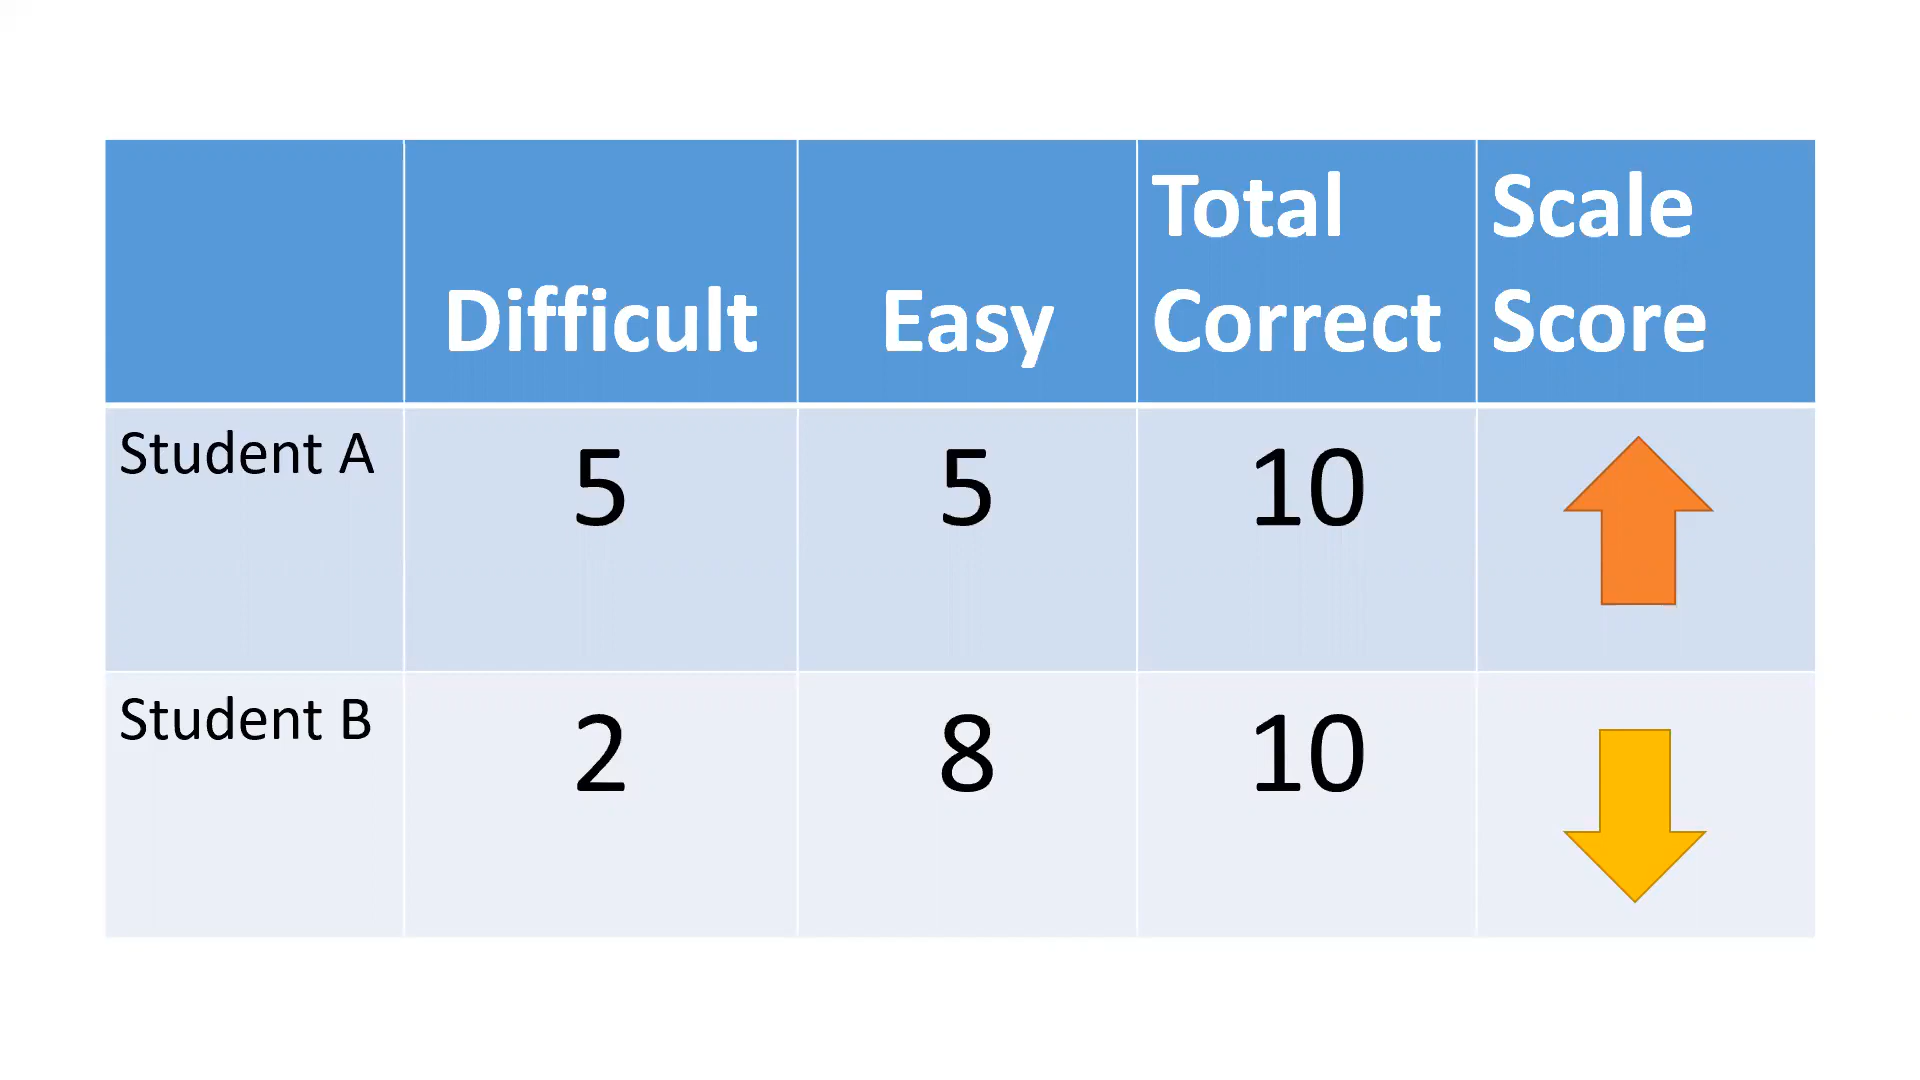 Difficult Easy Total Correct Scale Score
Student A 5 5 10
Student B 2 8 10